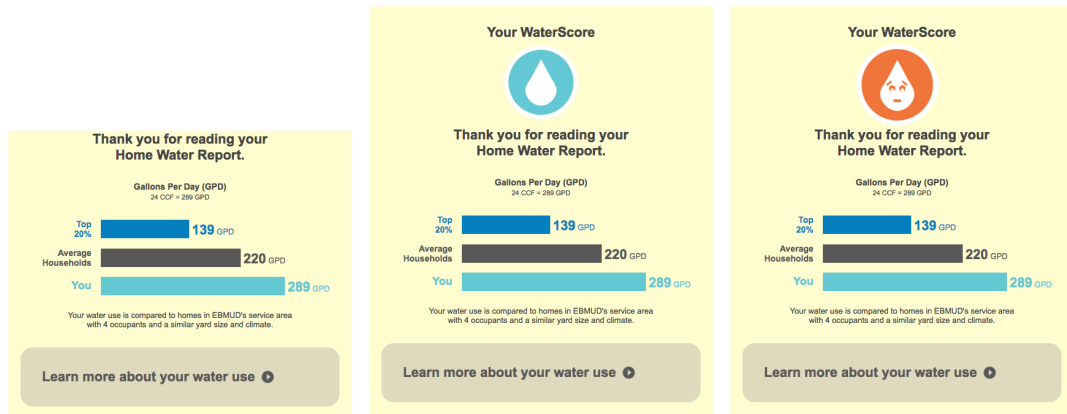 Thank you for reading your
Home Water Report.
Gallons Per Day (GPD)
24 CCF = 289 GPD
Top
20%
139 GPD
Average
Households
220 GPD
You
289 GPD
Your water use is compared to homes in EBMUD's service area
with 4 occupants and a similar yard size and climate.
Learn more about your water use
Your WaterScore
Thank you for reading your
Home Water Report.
Gallons Per Day (GPD)
24 CCF = 289 GPD
Top
20%
139 GPD
Average
Households
220 GPD
You
289 GPD
Your water use is compared to homes in EBMUD's service area
with 4 occupants and a similar yard size and climate.
Learn more about your water use
Your WaterScore
Thank you for reading your
Home Water Report.
Gallons Per Day (GPD)
24 CCF = 289 GPD
Top
20%
139 GPD
Average
Households
220 GPD
You
289 GPD
Your water use is compared to homes in EBMUD's service area
with 4 occupants and a similar yard size and climate.
Learn more about your water use